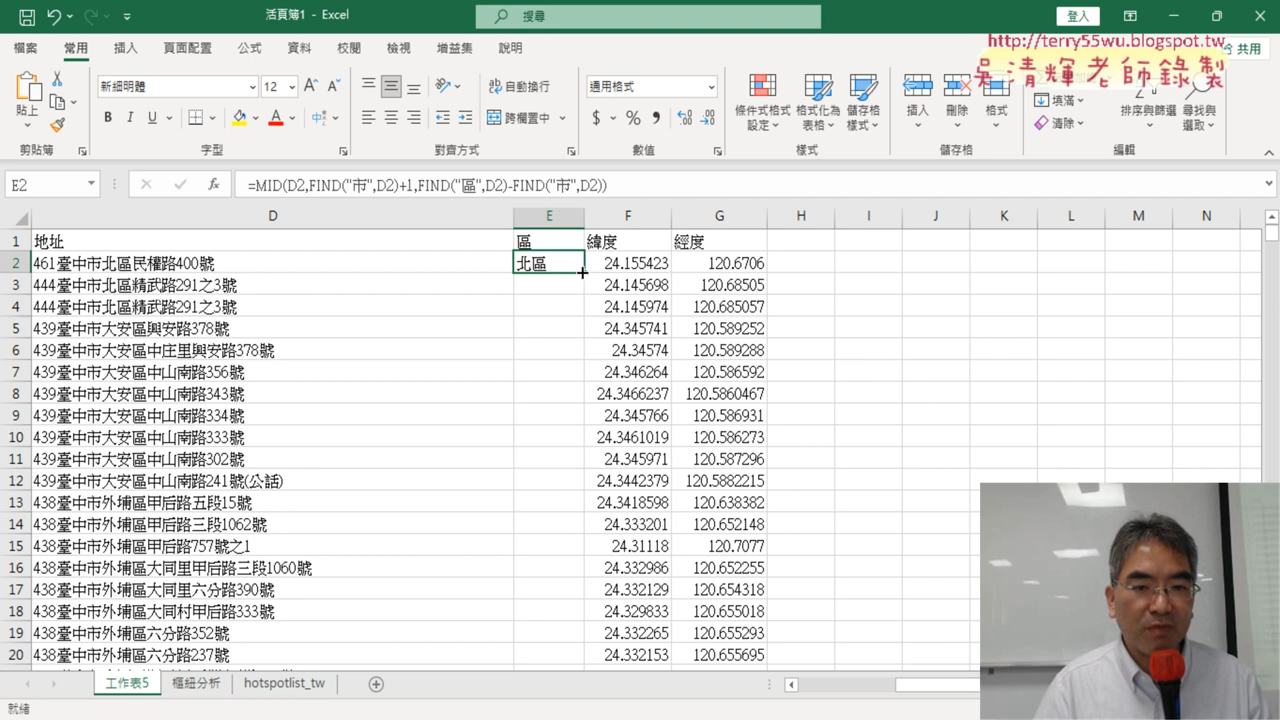 活頁簿1 - Excel
搜尋
登入
http://terry55wu.blogspot.tw
吳清輝老師錄製
檔案 常用 插入 頁面配置 公式 資料 校閱 檢視 增益集 說明 共用
貼上
新細明體 12
自動換行
跨欄置中
通用格式
條件式格式設定 格式化為表格 儲存格樣式
插入 刪除 格式
填滿
清除
排序與篩選 尋找與選取
剪貼簿 字型 對齊方式 數值 樣式 儲存格 編輯
E2 =MID(D2,FIND("市",D2)+1,FIND("區",D2)-FIND("市",D2))
D E F G H I J K L M N
1 地址 區 緯度 經度
2 461臺中市北區民權路400號 北區 24.155423 120.6706
3 444臺中市北區精武路291之3號 24.145698 120.68505
4 444臺中市北區精武路291之3號 24.145974 120.685057
5 439臺中市大安區興安路378號 24.345741 120.589252
6 439臺中市大安區中庄里興安路378號 24.34574 120.589288
7 439臺中市大安區中山南路356號 24.346264 120.586592
8 439臺中市大安區中山南路343號 24.3466237 120.5860467
9 439臺中市大安區中山南路334號 24.345766 120.586931
10 439臺中市大安區中山南路333號 24.3461019 120.586273
11 439臺中市大安區中山南路302號 24.345971 120.587296
12 439臺中市大安區中山南路241號(公話) 24.3442379 120.5882215
13 438臺中市外埔區甲后路五段15號 24.3418598 120.638382
14 438臺中市外埔區甲后路三段1062號 24.333201 120.652148
15 438臺中市外埔區甲后路757號之1 24.31118 120.7077
16 438臺中市外埔區大同里甲后路三段1060號 24.332986 120.652255
17 438臺中市外埔區大同里六分路390號 24.332129 120.654318
18 438臺中市外埔區大同村甲后路333號 24.329833 120.655018
19 438臺中市外埔區六分路352號 24.332265 120.655293
20 438臺中市外埔區六分路237號 24.332153 120.655695
工作表5 樞紐分析 hotspotlist_tw
就緒